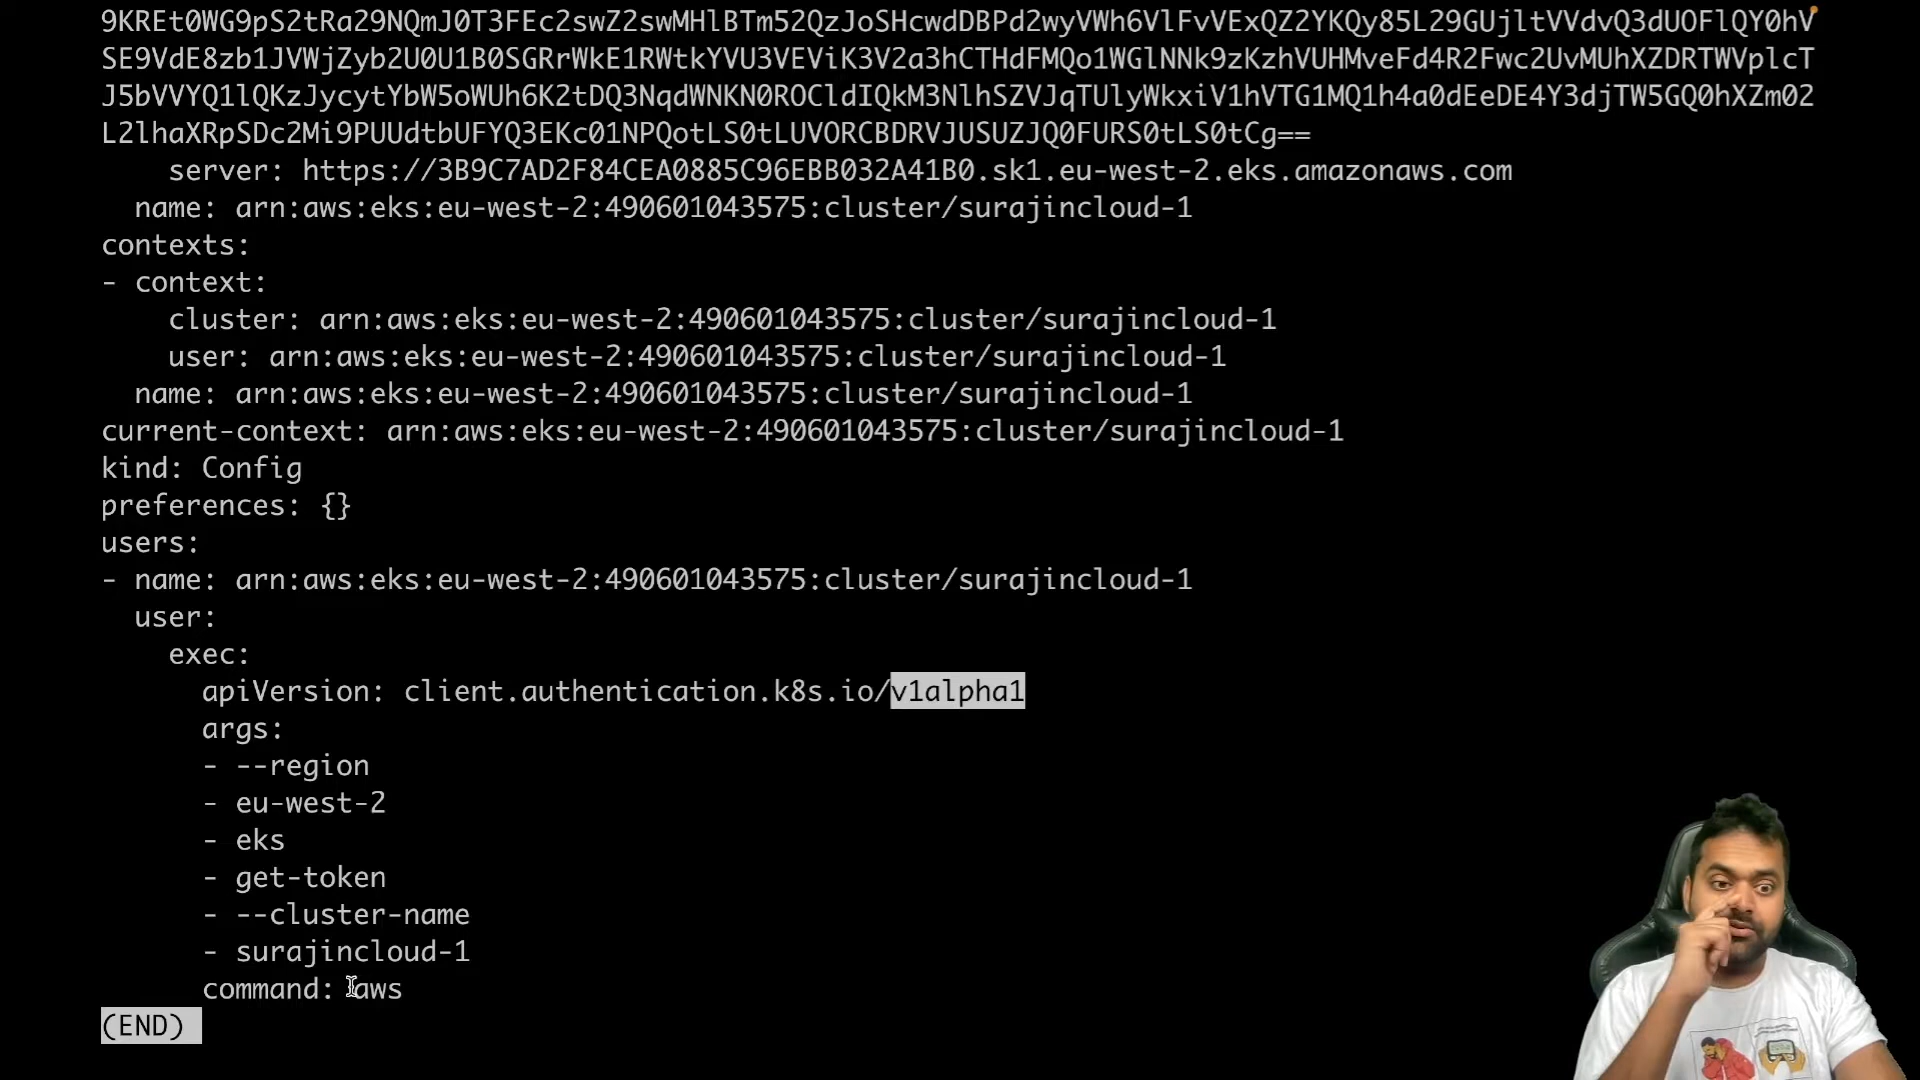 9KREt0WG9pS2tRa29NQmJ0T3FEc2swZ2swMHlBTm52QzJoSHcwdDBPd2wyVWh6VlFvVExQZ2YKQy85L29GUjltVVdvQ3dUOFlQY0hV
SE9VdE8zb1JVWjZyb2U0U1B0SGRrWkE1RWtkYVU3VEViK3V2a3hCTHdFMQo1WGlNNk9zKzhVUHMveFd4R2Fwc2UvMUhXZDRTWVplcT
J5bVVYQ1lQKzJycytYbW5oWUh6K2tDQ3NqdWNKN0ROCldIQkM3NlhSZVJqTUlyWkxiV1hVTG1MQ1h4a0dEeDE4Y3djTW5GQ0hXZm02
L2lhaXRpSDc2Mi9PUUdtbUFYQ3EKc01NPQotLS0tLUVORCBDRVJUSUZJQ0FURS0tLS0tCg==
server: https://3B9C7AD2F84CEA0885C96EBB032A41B0.sk1.eu-west-2.eks.amazonaws.com
name: arn:aws:eks:eu-west-2:490601043575:cluster/surajincloud-1
contexts:
- context:
cluster: arn:aws:eks:eu-west-2:490601043575:cluster/surajincloud-1
user: arn:aws:eks:eu-west-2:490601043575:cluster/surajincloud-1
name: arn:aws:eks:eu-west-2:490601043575:cluster/surajincloud-1
current-context: arn:aws:eks:eu-west-2:490601043575:cluster/surajincloud-1
kind: Config
preferences: {}
users:
- name: arn:aws:eks:eu-west-2:490601043575:cluster/surajincloud-1
user:
exec:
apiVersion: client.authentication.k8s.io/v1alpha1
args:
- --region
- eu-west-2
- eks
- get-token
- --cluster-name
- surajincloud-1
command: aws
(END)